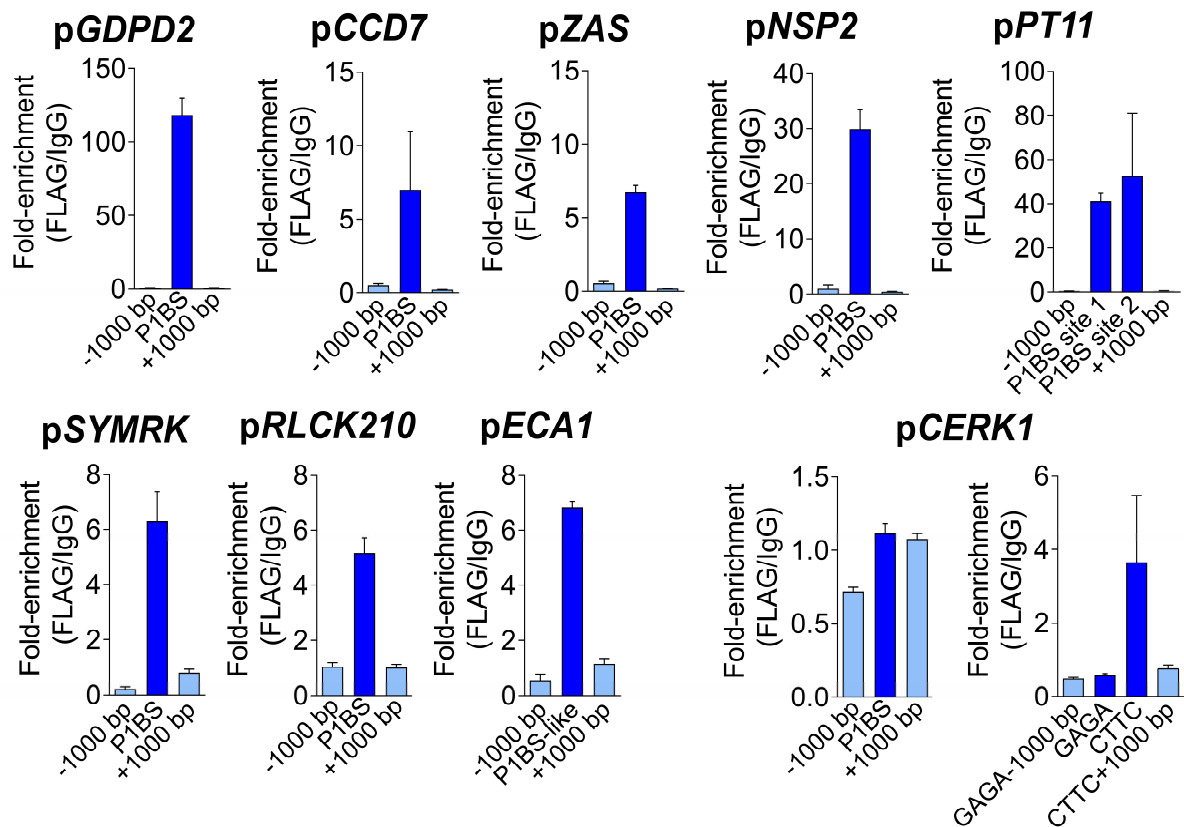 pGDPD2
Fold-enrichment
(FLAG/IgG)
150
100
50
0
-1000 bp
P1BS
+1000 bp
pCCD7
Fold-enrichment
(FLAG/IgG)
15
10
5
0
-1000 bp
P1BS
+1000 bp
pZAS
Fold-enrichment
(FLAG/IgG)
15
10
5
0
-1000 bp
P1BS
+1000 bp
pNSP2
Fold-enrichment
(FLAG/IgG)
40
30
20
10
0
-1000 bp
P1BS
+1000 bp
pPT11
Fold-enrichment
(FLAG/IgG)
100
80
60
40
20
0
-1000 bp
P1BS site 1
P1BS site 2
+1000 bp
pSYMRK
Fold-enrichment
(FLAG/IgG)
8
6
4
2
0
-1000 bp
P1BS
+1000 bp
pRLCK210
Fold-enrichment
(FLAG/IgG)
8
6
4
2
0
-1000 bp
P1BS
+1000 bp
pECA1
Fold-enrichment
(FLAG/IgG)
8
6
4
2
0
-1000 bp
P1BS-like
+1000 bp
pCERK1
Fold-enrichment
(FLAG/IgG)
1.5
1.0
0.5
0.0
-1000 bp
P1BS
+1000 bp
Fold-enrichment
(FLAG/IgG)
6
4
2
0
GAGA-1000 bp
GAGA
CTTC
CTTC+1000 bp